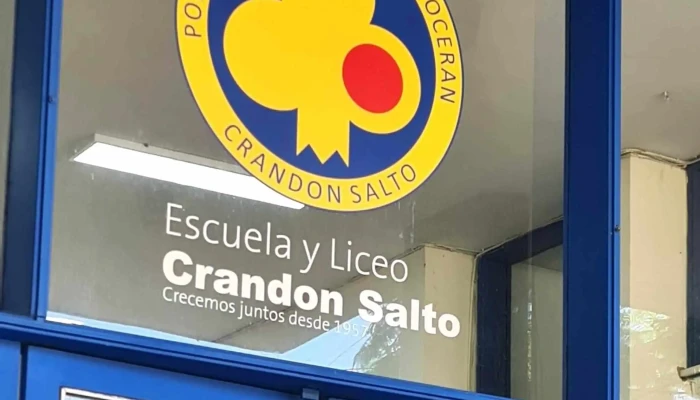 CRANDON SALTO
Escuela y Liceo
Crandon Salto
Crecemos juntos desde